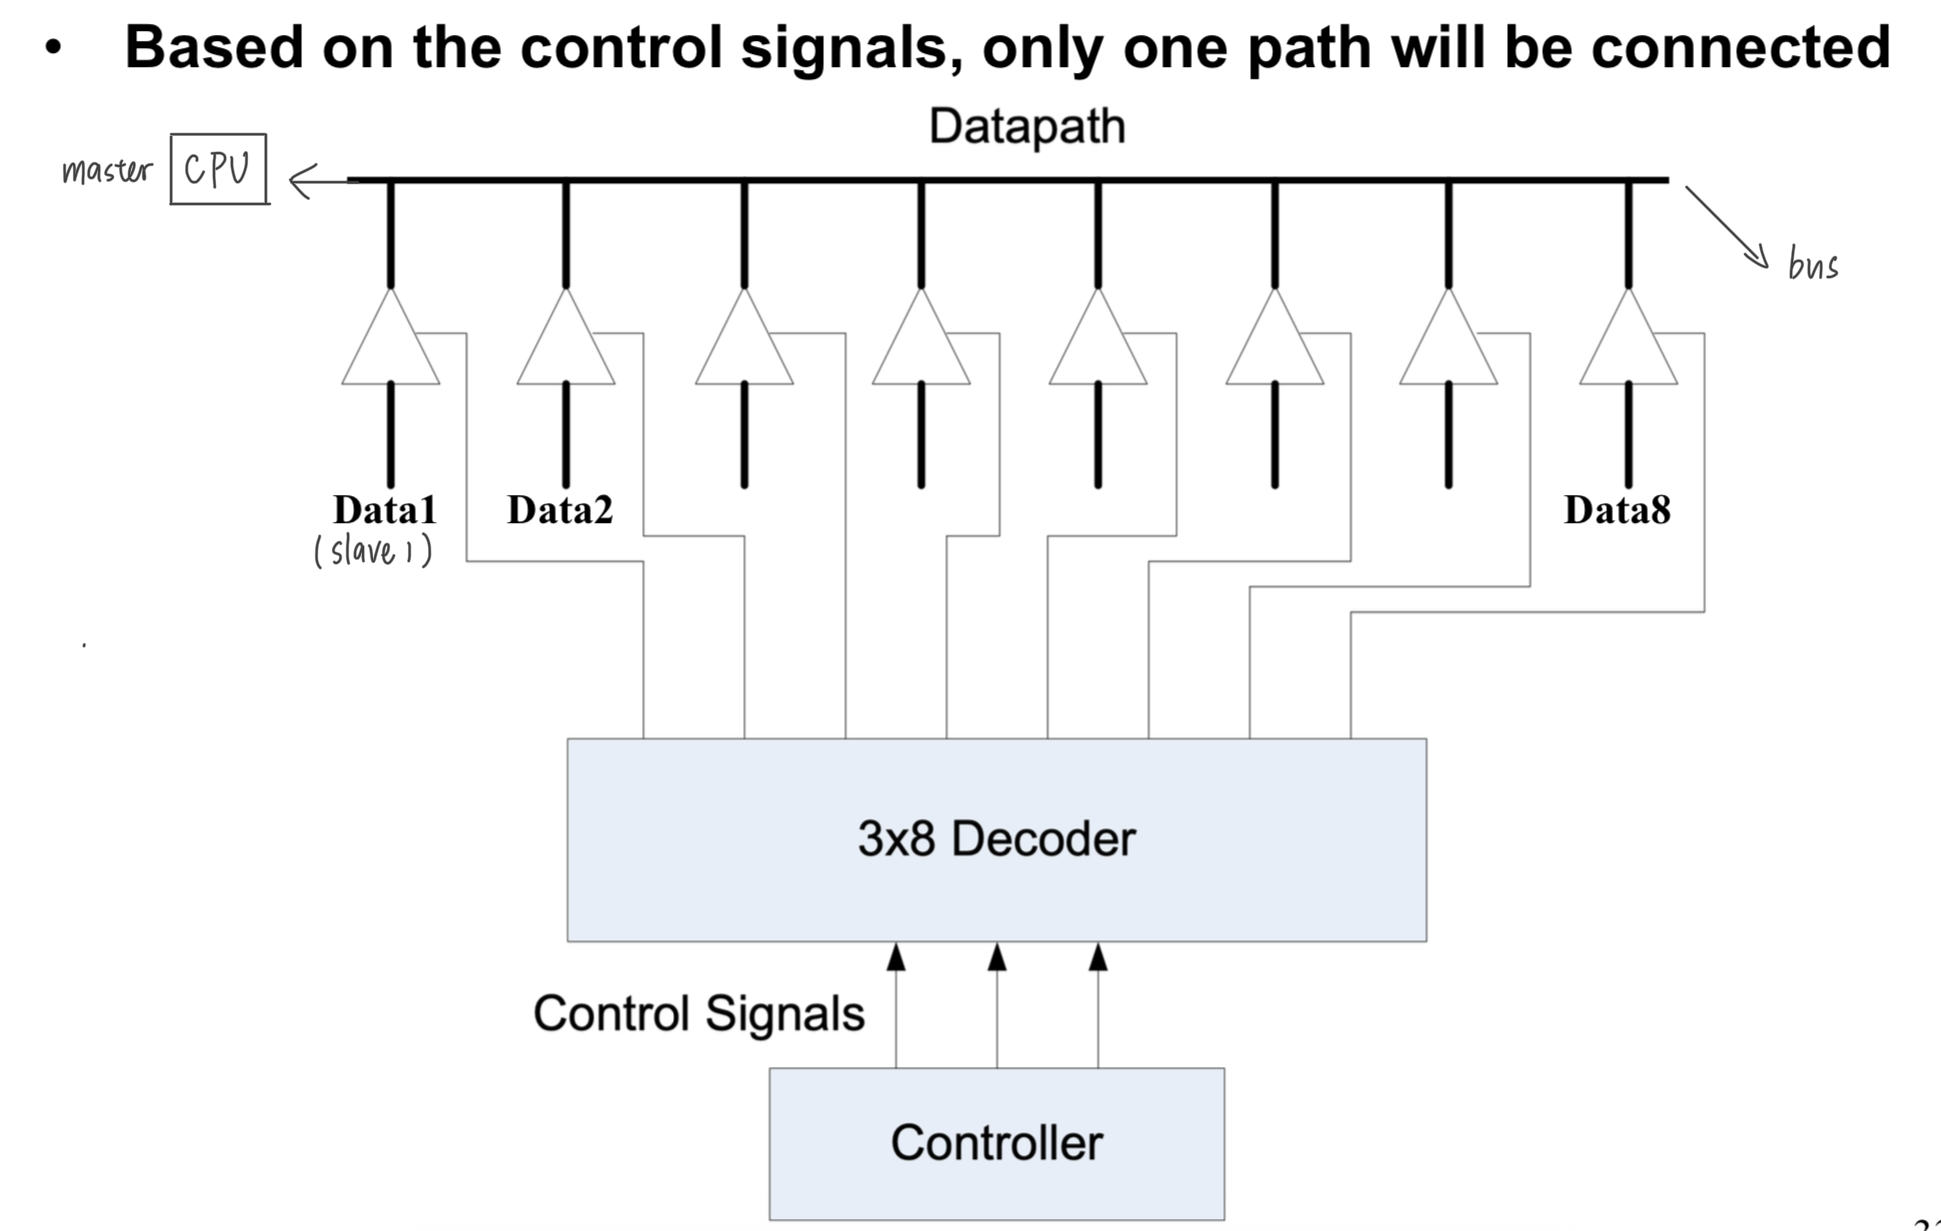 • Based on the control signals, only one path will be connected
Datapath
master CPU
bus
Data1 Data2 Data8
(slave 1)
3x8 Decoder
Control Signals
Controller